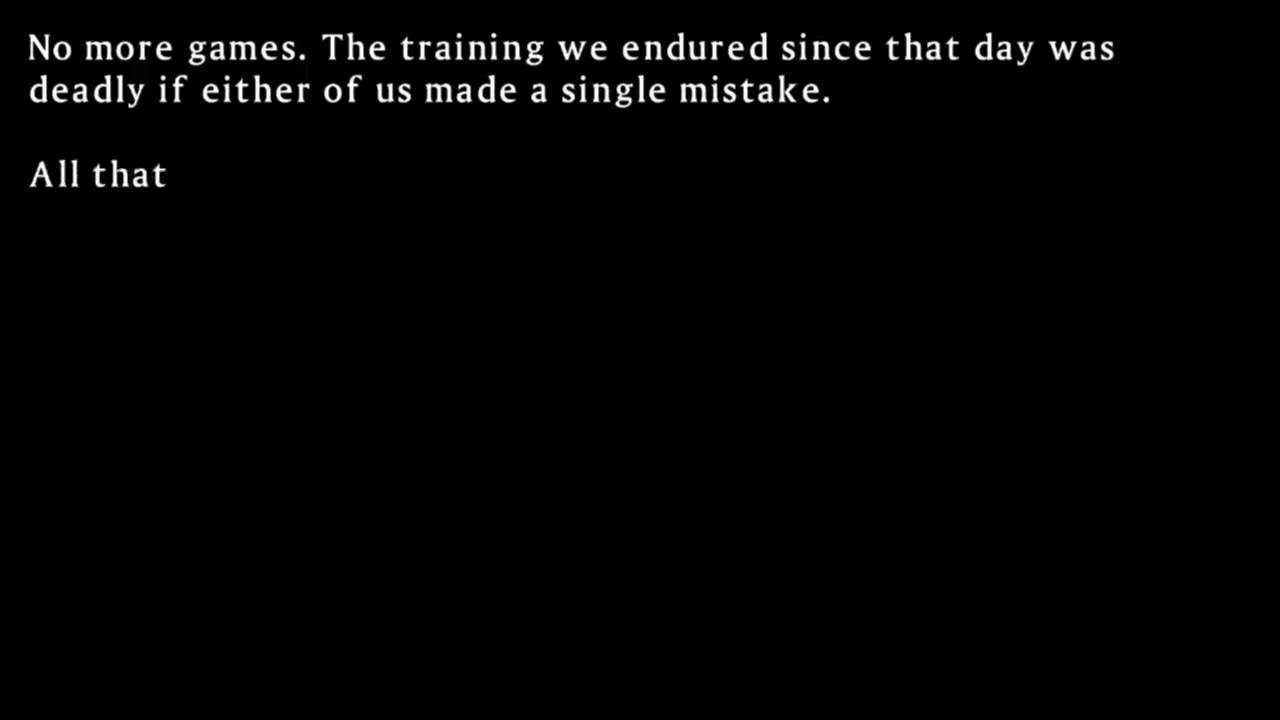 No more games. The training we endured since that day was
deadly if either of us made a single mistake.
All that